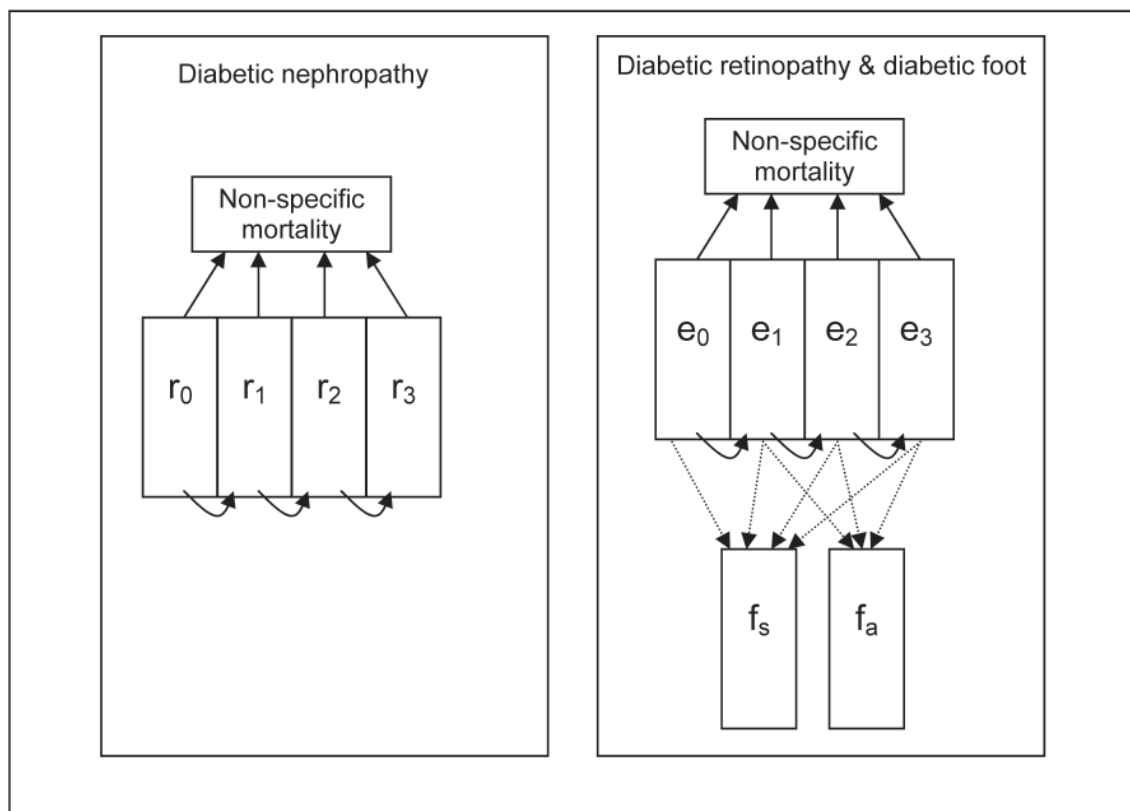 Diabetic nephropathy
Non-specific
mortality
r₀ r₁ r₂ r₃
Diabetic retinopathy & diabetic foot
Non-specific
mortality
e₀ e₁ e₂ e₃
fₛ fₐ